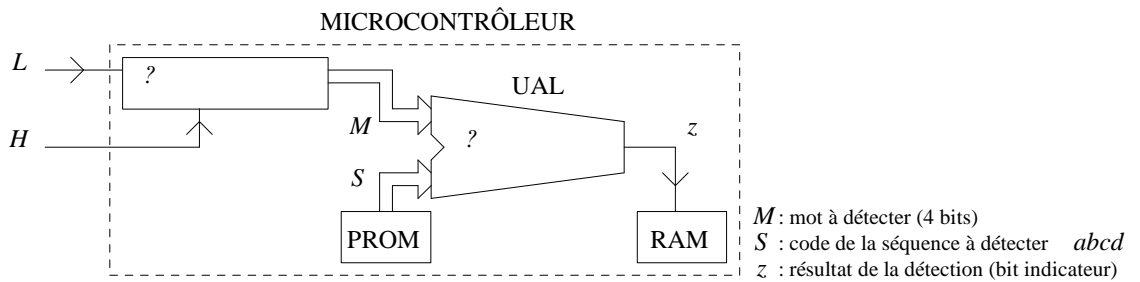 MICROCONTRÔLEUR
L
?
UAL
H
M
?
z
S
PROM
RAM
M : mot à détecter (4 bits)
S : code de la séquence à détecter abcd
z : résultat de la détection (bit indicateur)